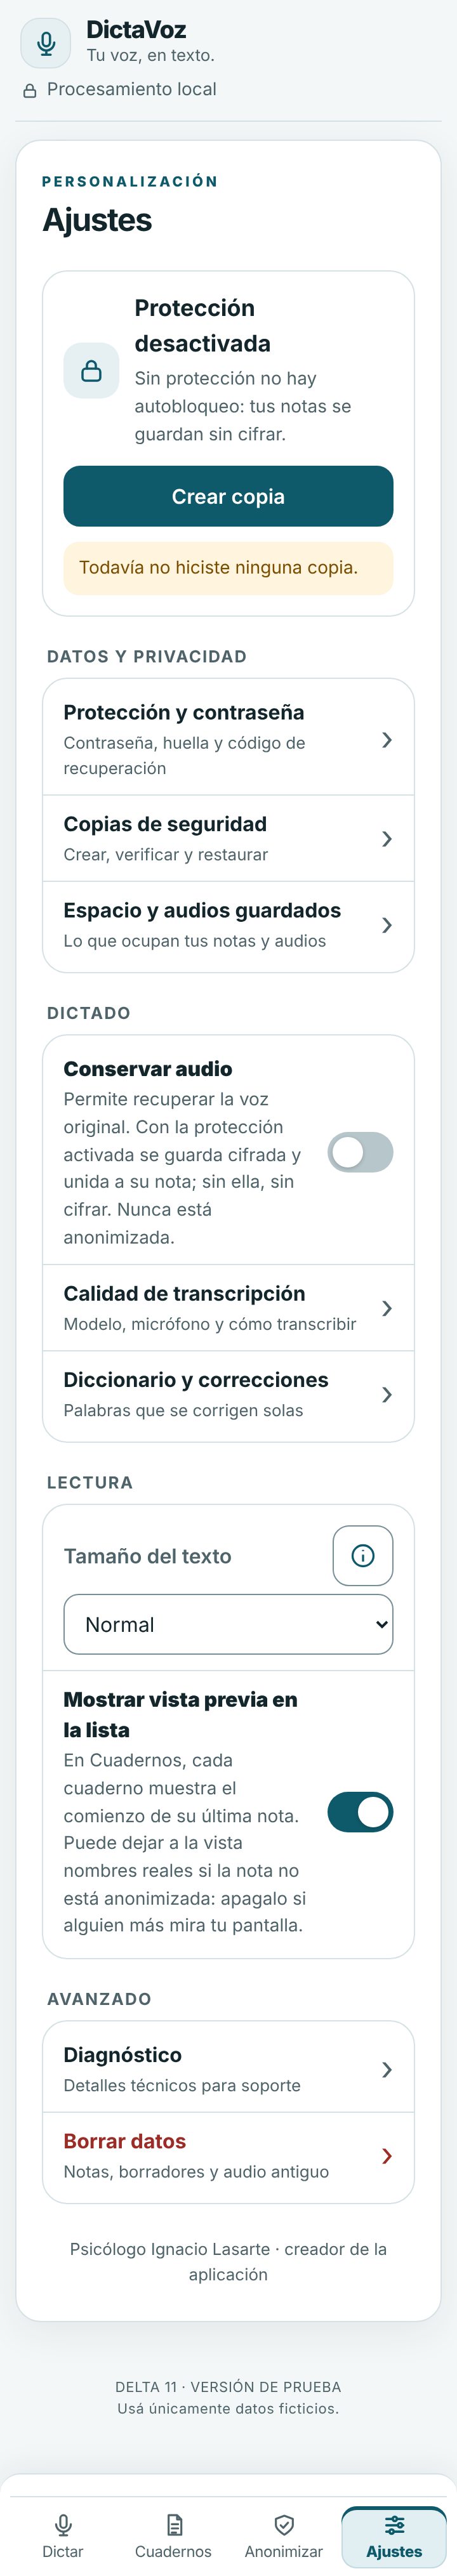 DictaVoz
Tu voz, en texto.
Procesamiento local
PERSONALIZACIÓN
Ajustes
Protección
desactivada
Sin protección no hay
autobloqueo: tus notas se
guardan sin cifrar.
Crear copia
Todavía no hiciste ninguna copia.
DATOS Y PRIVACIDAD
Protección y contraseña
Contraseña, huella y código de
recuperación
Copias de seguridad
Crear, verificar y restaurar
Espacio y audios guardados
Lo que ocupan tus notas y audios
DICTADO
Conservar audio
Permite recuperar la voz
original. Con la protección
activada se guarda cifrada y
unida a su nota; sin ella, sin
cifrar. Nunca está
anonimizada.
Calidad de transcripción
Modelo, micrófono y cómo transcribir
Diccionario y correcciones
Palabras que se corrigen solas
LECTURA
Tamaño del texto
Normal
Mostrar vista previa en
la lista
En Cuadernos, cada
cuaderno muestra el
comienzo de su última nota.
Puede dejar a la vista
nombres reales si la nota no
está anonimizada: apagalo si
alguien más mira tu pantalla.
AVANZADO
Diagnóstico
Detalles técnicos para soporte
Borrar datos
Notas, borradores y audio antiguo
Psicólogo Ignacio Lasarte · creador de la
aplicación
DELTA 11 · VERSIÓN DE PRUEBA
Usá únicamente datos ficticios.
Dictar
Cuadernos
Anonimizar
Ajustes